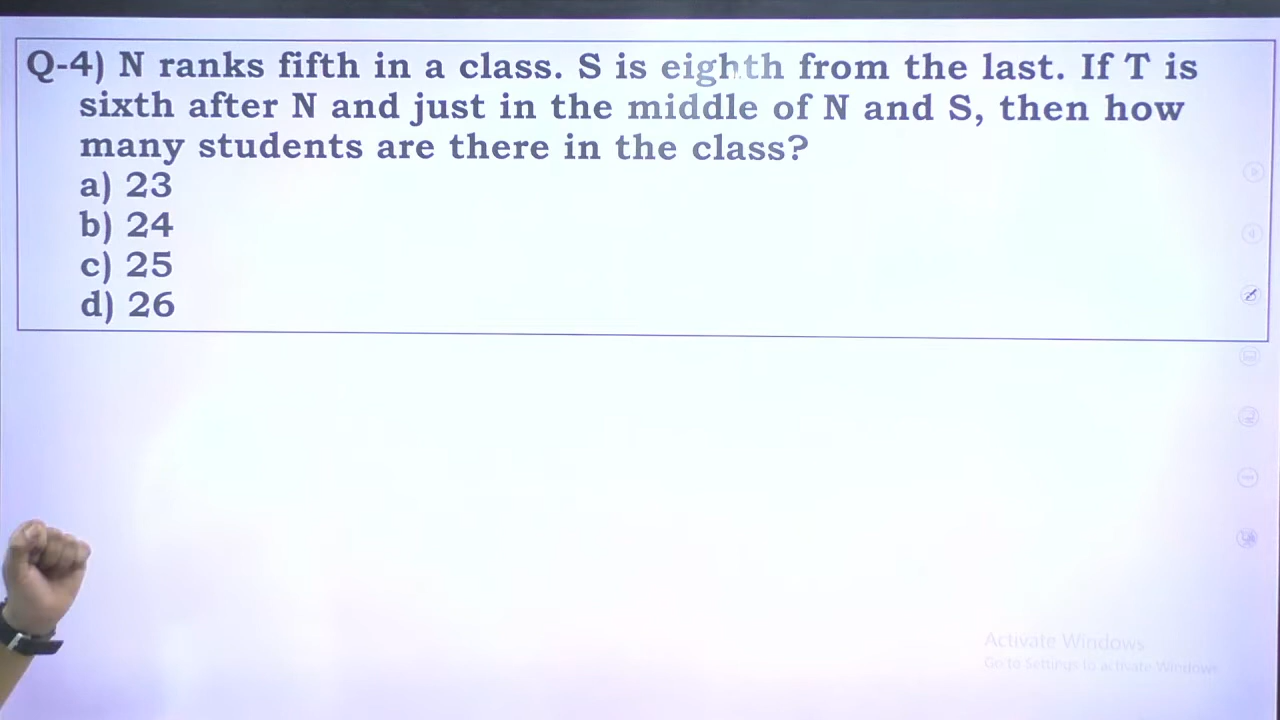 Q-4) N ranks fifth in a class. S is eighth from the last. If T is
sixth after N and just in the middle of N and S, then how
many students are there in the class?
a) 23
b) 24
c) 25
d) 26
Activate Windows
Go to Settings to activate Windows